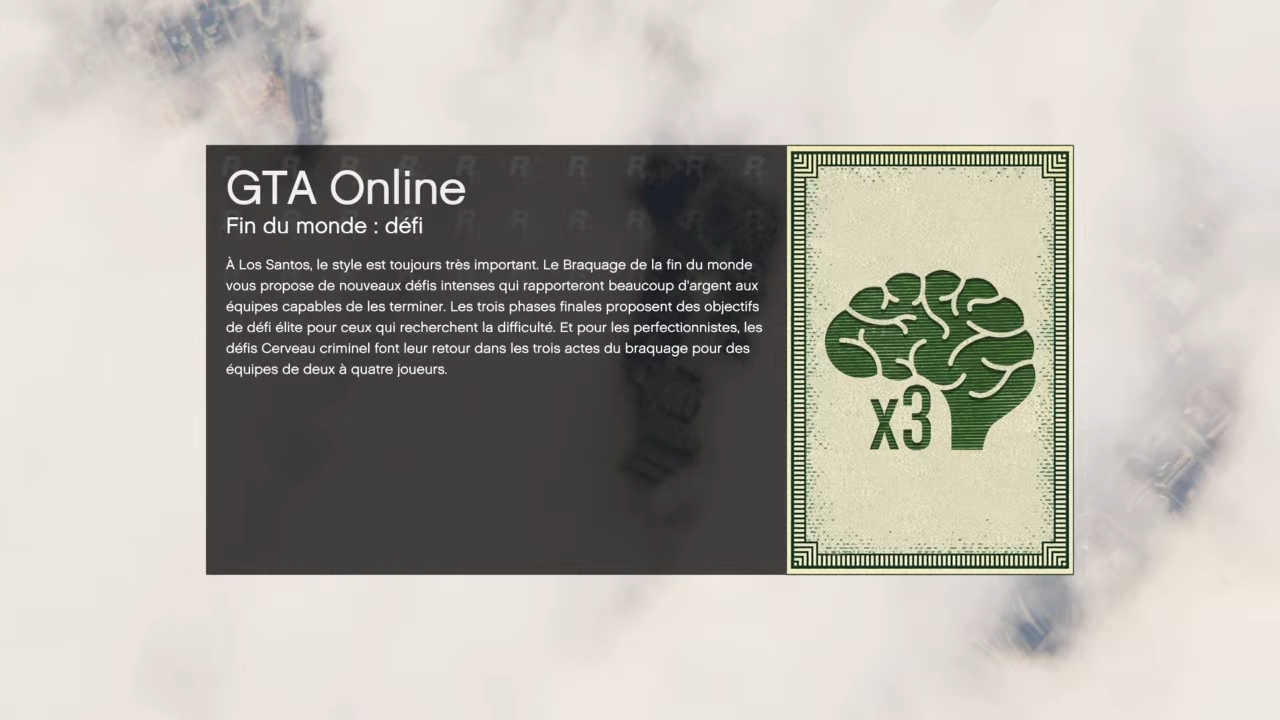 GTA Online
Fin du monde : défi
À Los Santos, le style est toujours très important. Le Braquage de la fin du monde
vous propose de nouveaux défis intenses qui rapporteront beaucoup d'argent aux
équipes capables de les terminer. Les trois phases finales proposent des objectifs
de défi élite pour ceux qui recherchent la difficulté. Et pour les perfectionnistes, les
défis Cerveau criminel font leur retour dans les trois actes du braquage pour des
équipes de deux à quatre joueurs.
x3